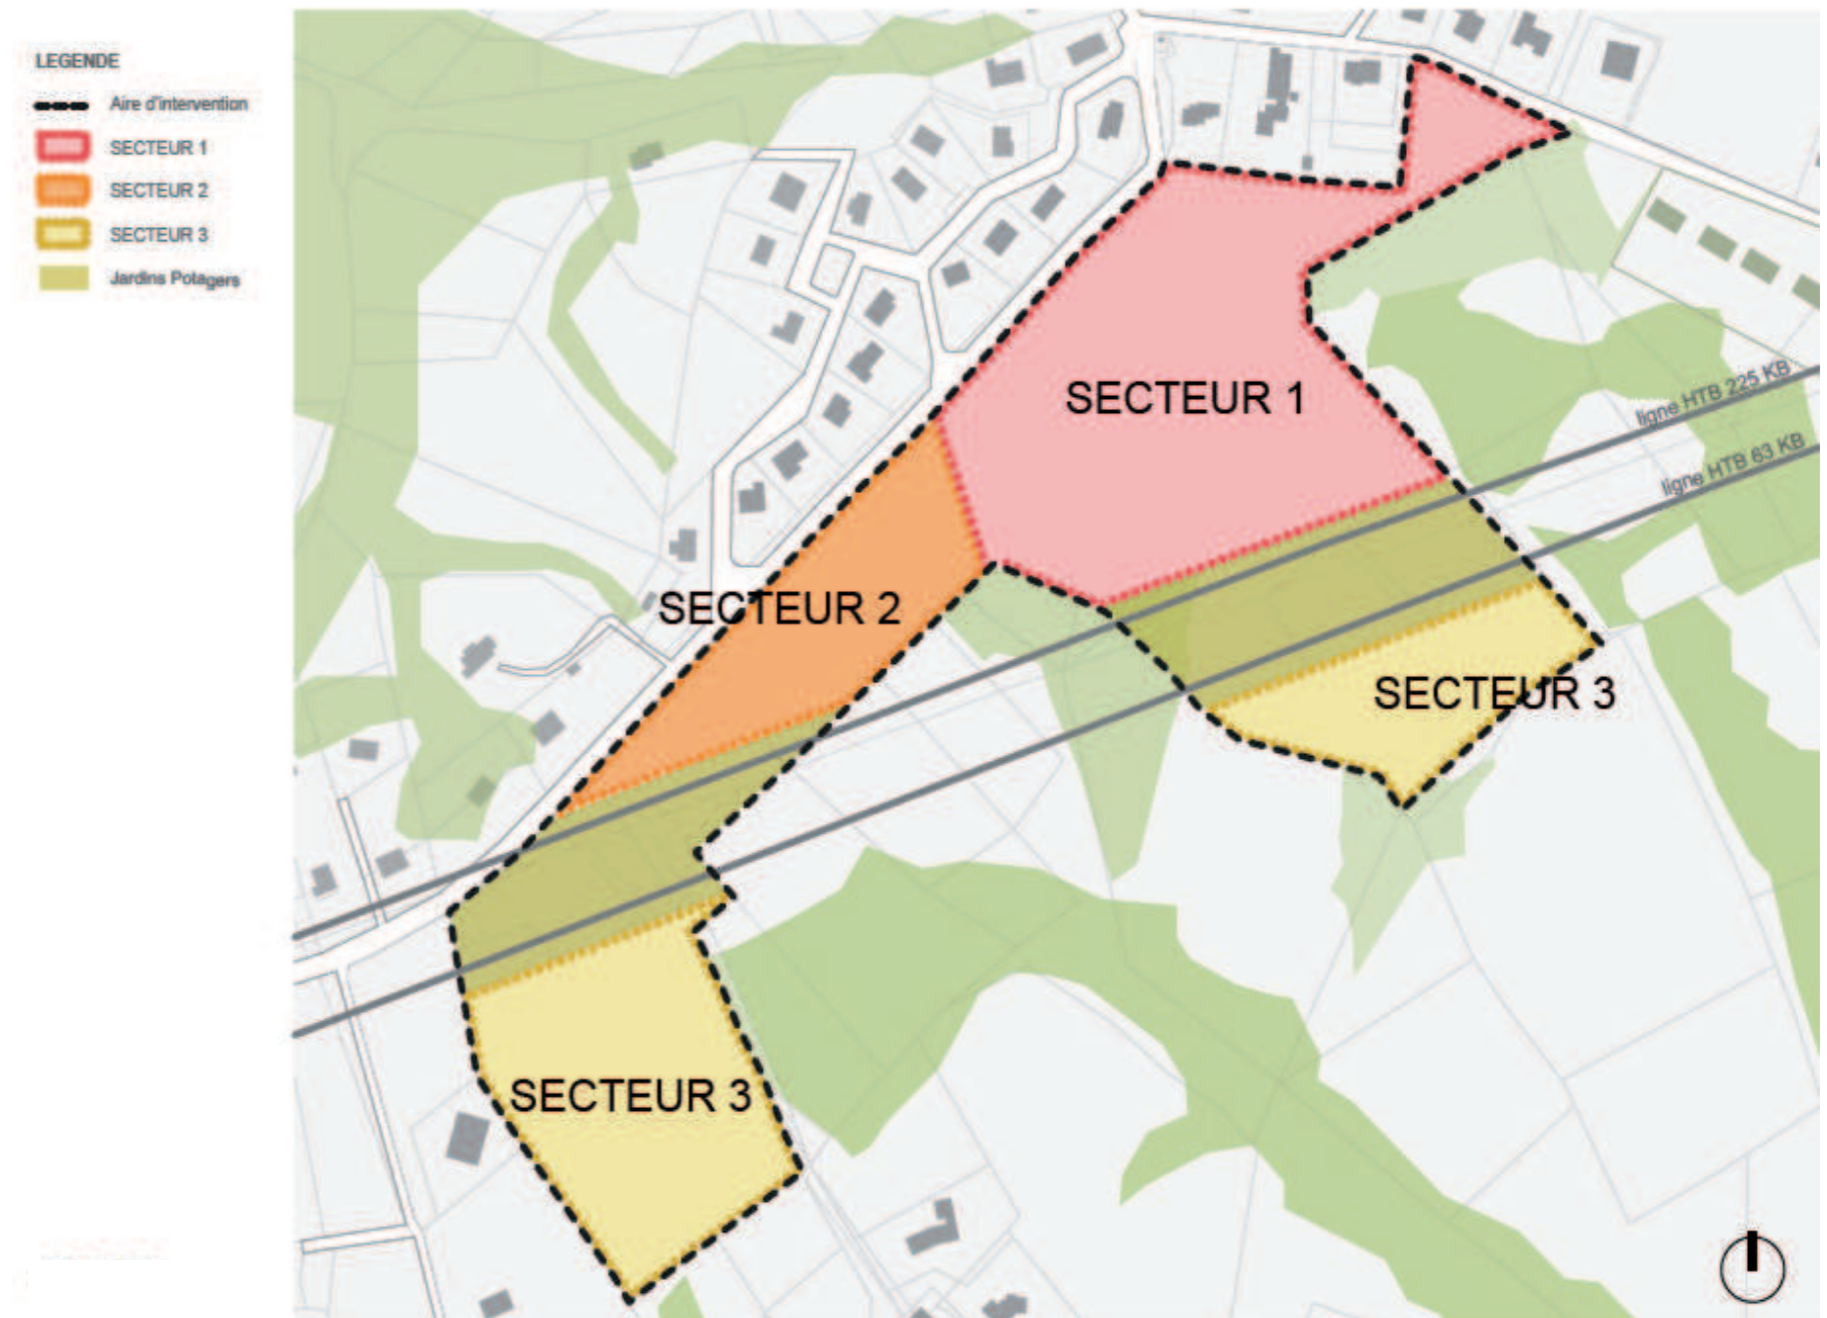 LEGENDE
Aire d'intervention
SECTEUR 1
SECTEUR 2
SECTEUR 3
Jardins Potagers
SECTEUR 1
ligne HTB 225 KB
ligne HTB 63 KB
SECTEUR 2
SECTEUR 3
SECTEUR 3